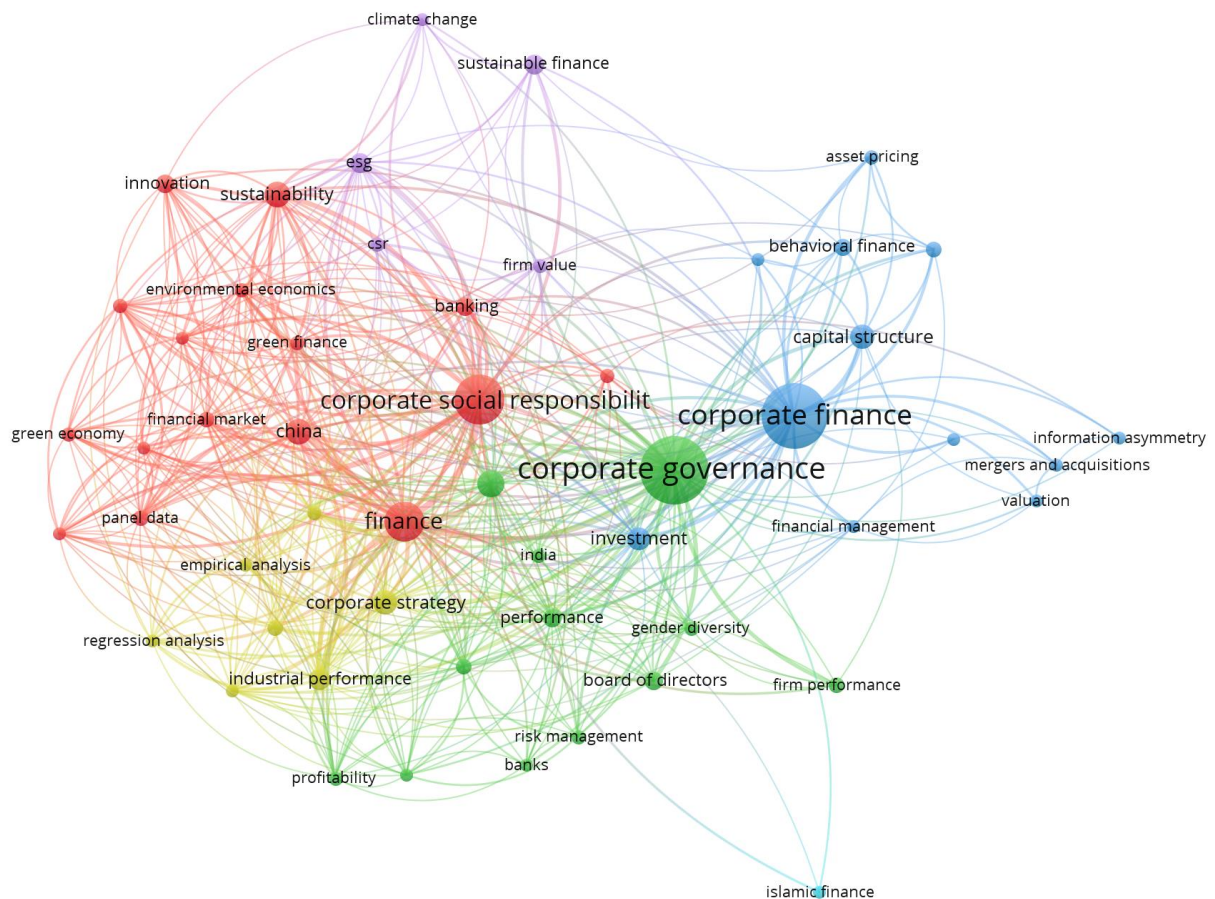 climate change
sustainable finance
asset pricing
esg
innovation
sustainability
csr
behavioral finance
firm value
environmental economics
banking
capital structure
green finance
corporate social responsibilit
corporate finance
financial market
china
green economy
information asymmetry
mergers and acquisitions
corporate governance
valuation
panel data
finance
financial management
investment
india
empirical analysis
corporate strategy
performance
gender diversity
regression analysis
industrial performance
board of directors
firm performance
risk management
banks
profitability
islamic finance